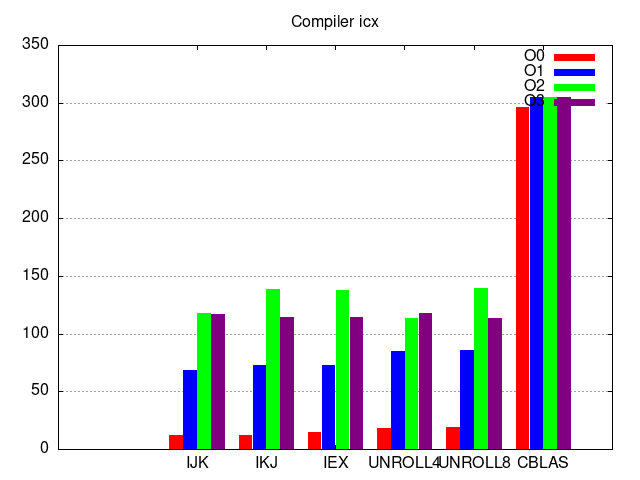 Compiler icx
350
300
250
200
150
100
50
0
O0
O1
O2
O3
IJK IKJ IEX UNROLL4 UNROLL8 CBLAS